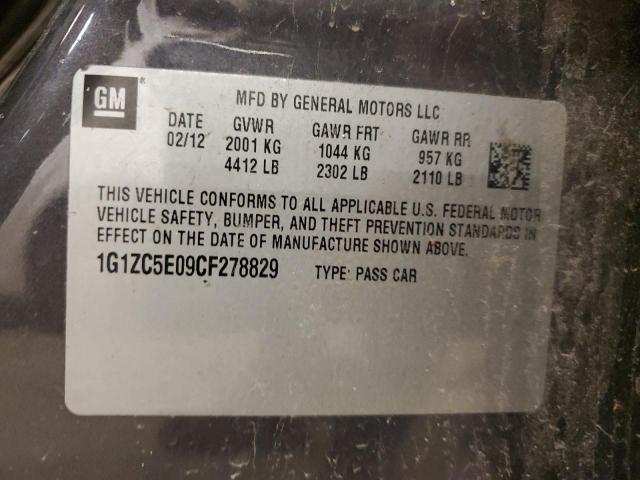 GM
®
MFD BY GENERAL MOTORS LLC
DATE GVWR GAWR FRT GAWR RR
02/12 2001 KG 1044 KG 957 KG
4412 LB 2302 LB 2110 LB
THIS VEHICLE CONFORMS TO ALL APPLICABLE U.S. FEDERAL MOTOR
VEHICLE SAFETY, BUMPER, AND THEFT PREVENTION STANDARDS IN
EFFECT ON THE DATE OF MANUFACTURE SHOWN ABOVE.
1G1ZC5E09CF278829 TYPE: PASS CAR